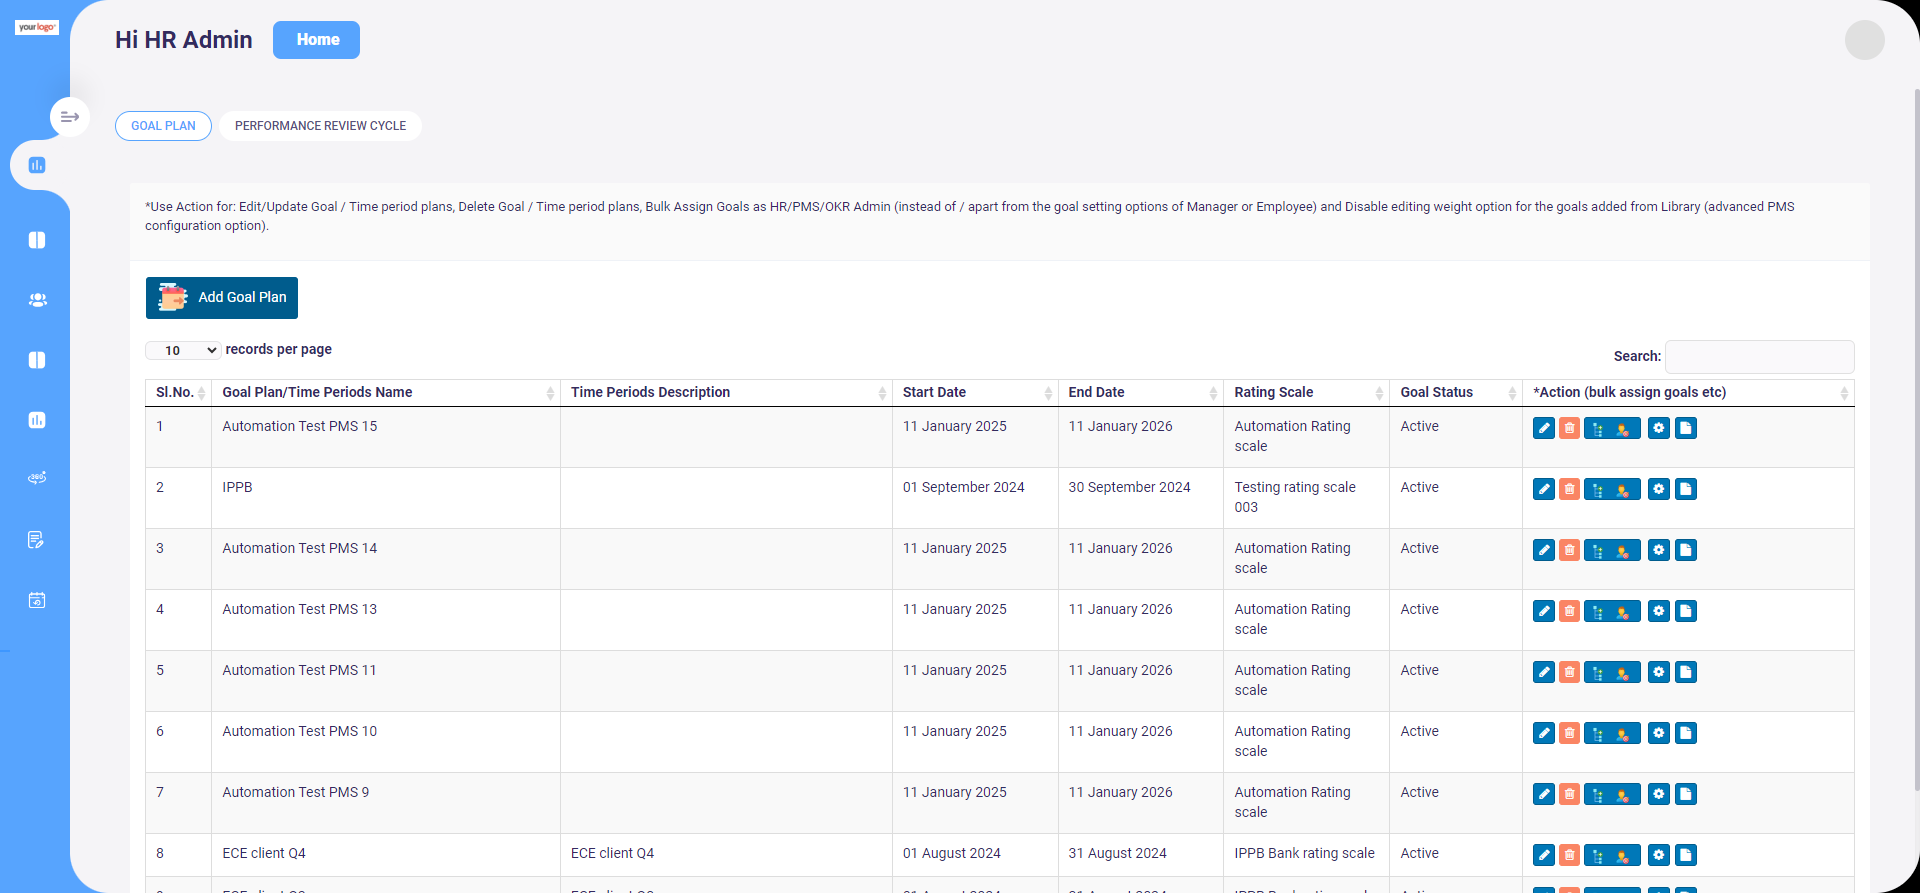 yourlogo
Hi HR Admin
Home
GOAL PLAN
PERFORMANCE REVIEW CYCLE
*Use Action for: Edit/Update Goal / Time period plans, Delete Goal / Time period plans, Bulk Assign Goals as HR/PMS/OKR Admin (instead of / apart from the goal setting options of Manager or Employee) and Disable editing weight option for the goals added from Library (advanced PMS
configuration option).
Add Goal Plan
10 records per page
Search:
Sl.No. Goal Plan/Time Periods Name Time Periods Description Start Date End Date Rating Scale Goal Status *Action (bulk assign goals etc)
1 Automation Test PMS 15 11 January 2025 11 January 2026 Automation Rating Active
scale
2 IPPB 01 September 2024 30 September 2024 Testing rating scale Active
003
360
3 Automation Test PMS 14 11 January 2025 11 January 2026 Automation Rating Active
scale
4 Automation Test PMS 13 11 January 2025 11 January 2026 Automation Rating Active
scale
5 Automation Test PMS 11 11 January 2025 11 January 2026 Automation Rating Active
scale
6 Automation Test PMS 10 11 January 2025 11 January 2026 Automation Rating Active
scale
7 Automation Test PMS 9 11 January 2025 11 January 2026 Automation Rating Active
scale
8 ECE client Q4 ECE client Q4 01 August 2024 31 August 2024 IPPB Bank rating scale Active